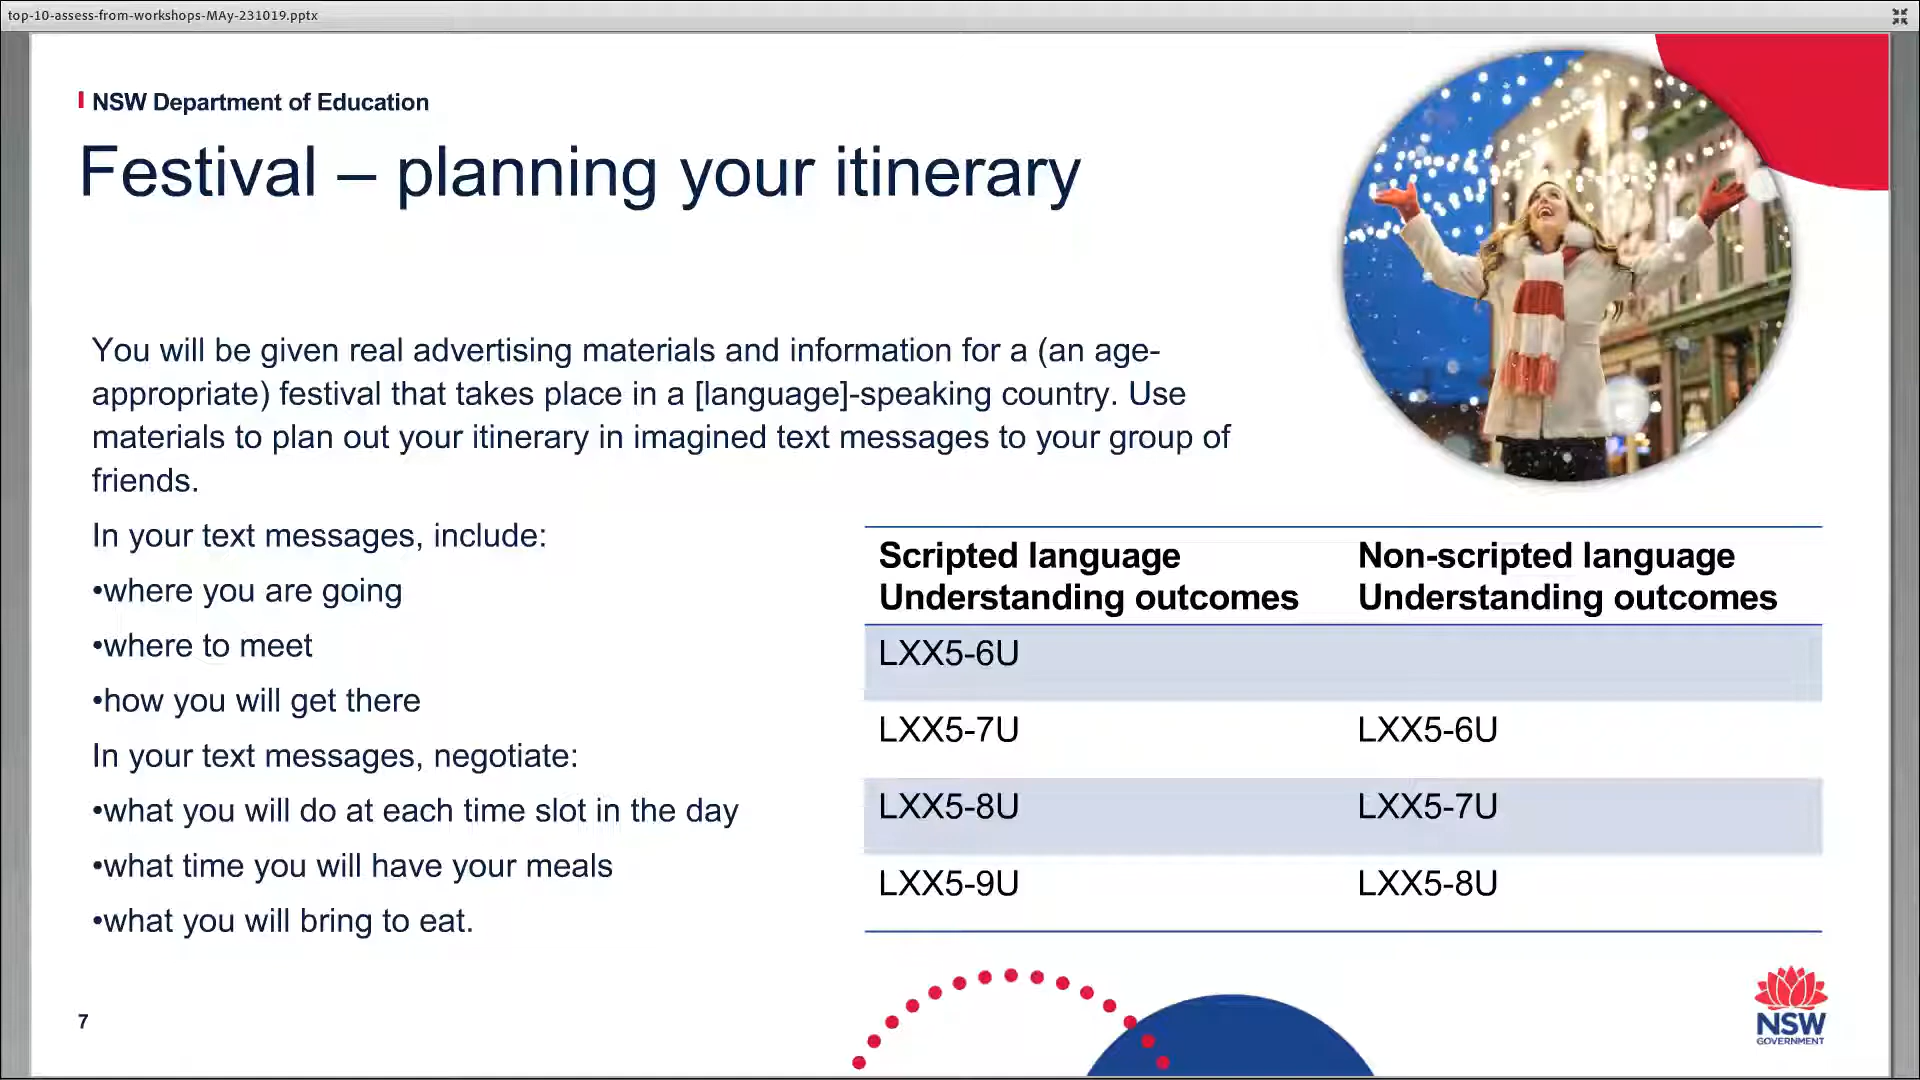 top-10-assess-from-workshops-MAy-231019.pptx
NSW Department of Education
Festival – planning your itinerary
You will be given real advertising materials and information for a (an age-
appropriate) festival that takes place in a [language]-speaking country. Use
materials to plan out your itinerary in imagined text messages to your group of
friends.
In your text messages, include:
•where you are going
•where to meet
•how you will get there
In your text messages, negotiate:
•what you will do at each time slot in the day
•what time you will have your meals
•what you will bring to eat.
Scripted language Non-scripted language
Understanding outcomes Understanding outcomes
LXX5-6U
LXX5-7U LXX5-6U
LXX5-8U LXX5-7U
LXX5-9U LXX5-8U
7
NSW
GOVERNMENT